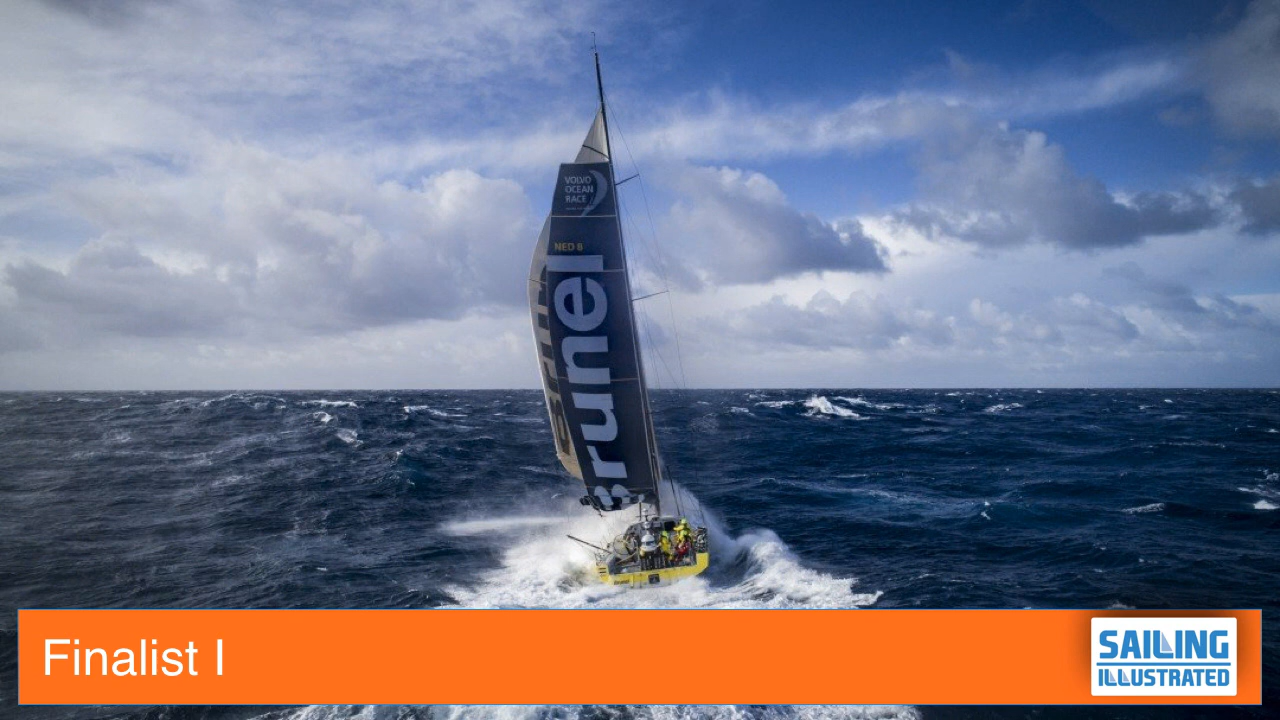 VOLVO
OCEAN
RACE
NED 8
Brunel
Finalist I
SAILING
ILLUSTRATED